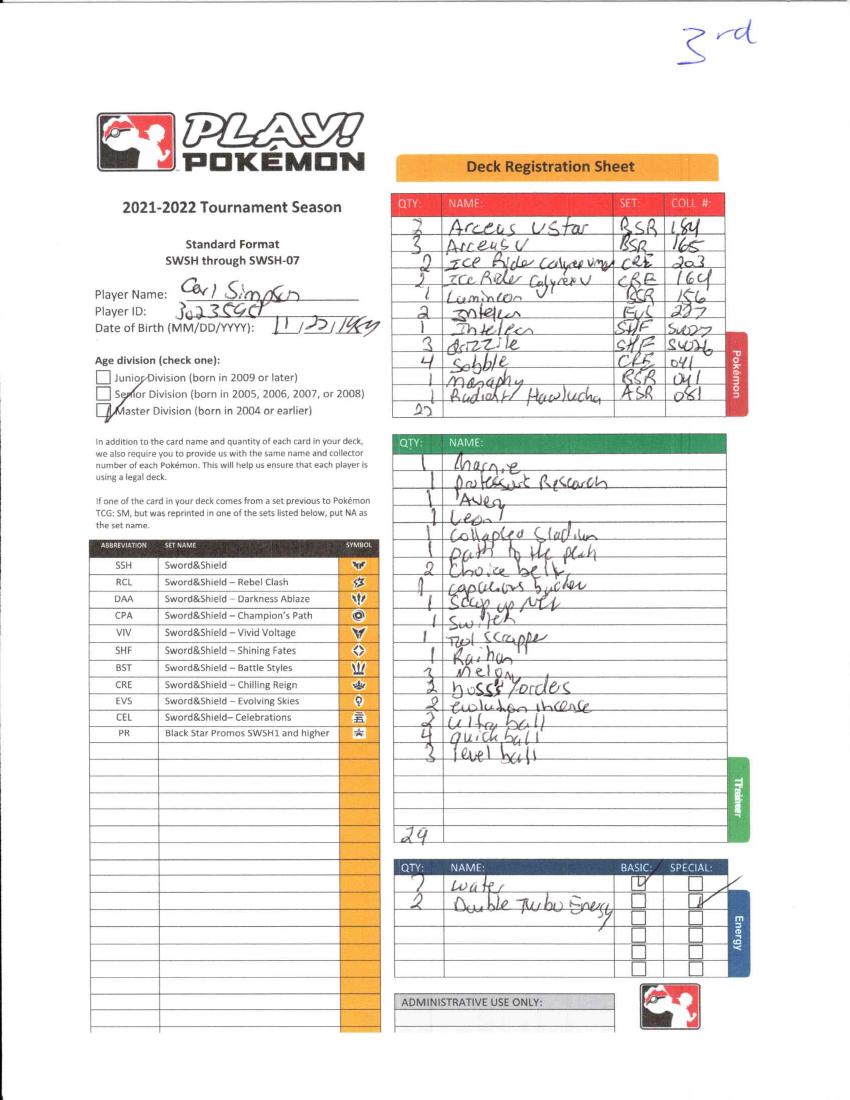 3rd
PLAY!
POKÉMON
Deck Registration Sheet
2021-2022 Tournament Season
Standard Format
SWSH through SWSH-07
Player Name: Carl Simpson
Player ID:
Date of Birth (MM/DD/YYYY):
Age division (check one):
Junior Division (born in 2009 or later)
Senior Division (born in 2005, 2006, 2007, or 2008)
Master Division (born in 2004 or earlier)
In addition to the card name and quantity of each card in your deck,
we also require you to provide us with the same name and collector
number of each Pokémon. This will help us ensure that each player is
using a legal deck.
If one of the card in your deck comes from a set previous to Pokémon
TCG: SM, but was reprinted in one of the sets listed below, put NA as
the set name.
ABBREVIATION SET NAME SYMBOL
SSH Sword&Shield
RCL Sword&Shield – Rebel Clash
DAA Sword&Shield – Darkness Ablaze
CPA Sword&Shield – Champion's Path
VIV Sword&Shield – Vivid Voltage
SHF Sword&Shield – Shining Fates
BST Sword&Shield – Battle Styles
CRE Sword&Shield – Chilling Reign
EVS Sword&Shield – Evolving Skies
CEL Sword&Shield– Celebrations
PR Black Star Promos SWSH1 and higher
QTY: NAME: SET: COLL. #:
2 Arceus VStar BSR 184
3 Arceus V BSR 165
2 Ice Rider Calyrex vmax CRE 203
2 Ice Rider Calyrex V CRE 164
1 Lumineon BSR 156
2 Inteleon EVS 227
1 Inteleon SHF SV027
3 drizzile SHF SV026
4 Sobble CRE 041
1 Manaphy BSR 041
1 Radiant Hawlucha ASR 081
22
Pokémon
QTY: NAME:
1 Marnie
1 professor's Research
1 Avery
1 Leon
1 Collapsed Stadium
1 path to the peak
2 Choice belt
1 capacious bucket
1 Scoop up Net
1 Switch
1 Tool scrapper
1 Raihan
3 Melony
2 boss's orders
2 evolution incense
2 Ultra ball
4 quick ball
3 level ball
29
Trainer
QTY: NAME: BASIC: SPECIAL:
7 water
2 Double Turbo Energy
Energy
ADMINISTRATIVE USE ONLY: